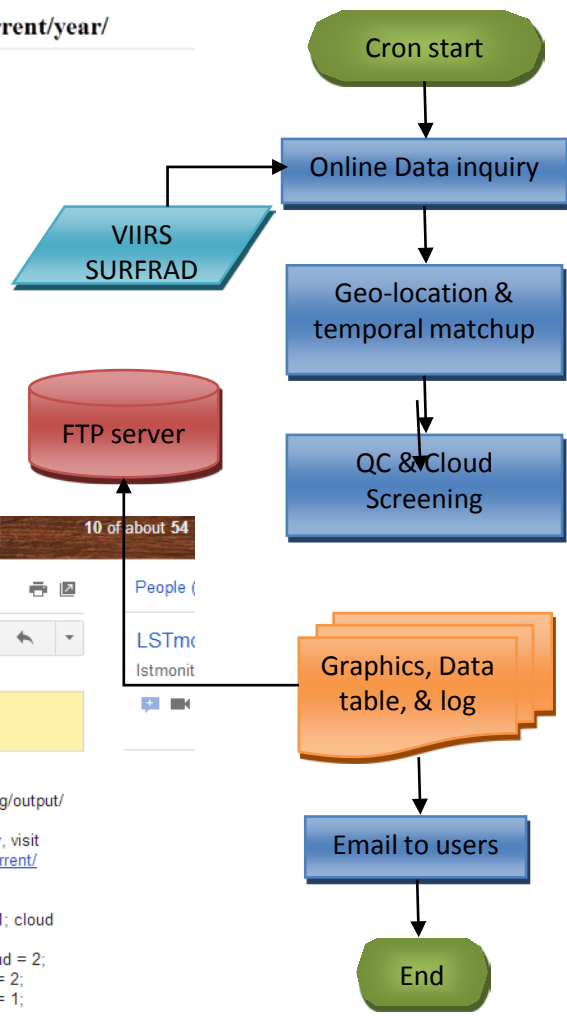 rrent/year/
Cron start
Online Data inquiry
VIIRS
SURFRAD
Geo-location &
temporal matchup
FTP server
QC & Cloud
Screening
10 of about 54
People (
LSTmo
lstmonit
Graphics, Data
table, & log
g/output/
, visit
rrent/
Email to users
; cloud
ud = 2;
= 2;
= 1;
End